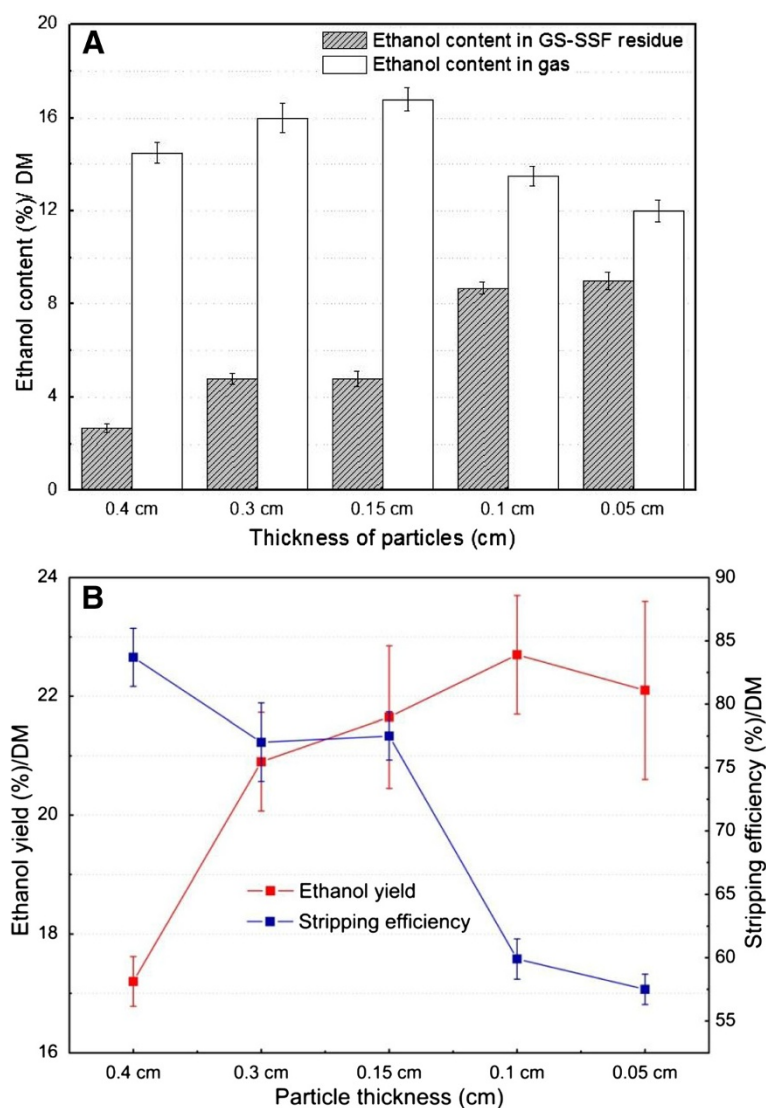 A
Ethanol content in GS-SSF residue
Ethanol content in gas
20
16
12
8
4
0
Ethanol content (%)/ DM
0.4 cm
0.3 cm
0.15 cm
0.1 cm
0.05 cm
Thickness of particles (cm)
B
24
22
20
18
16
Ethanol yield (%)/DM
90
85
80
75
70
65
60
55
Stripping efficiency (%)/DM
Ethanol yield
Stripping efficiency
0.4 cm
0.3 cm
0.15 cm
0.1 cm
0.05 cm
Particle thickness (cm)